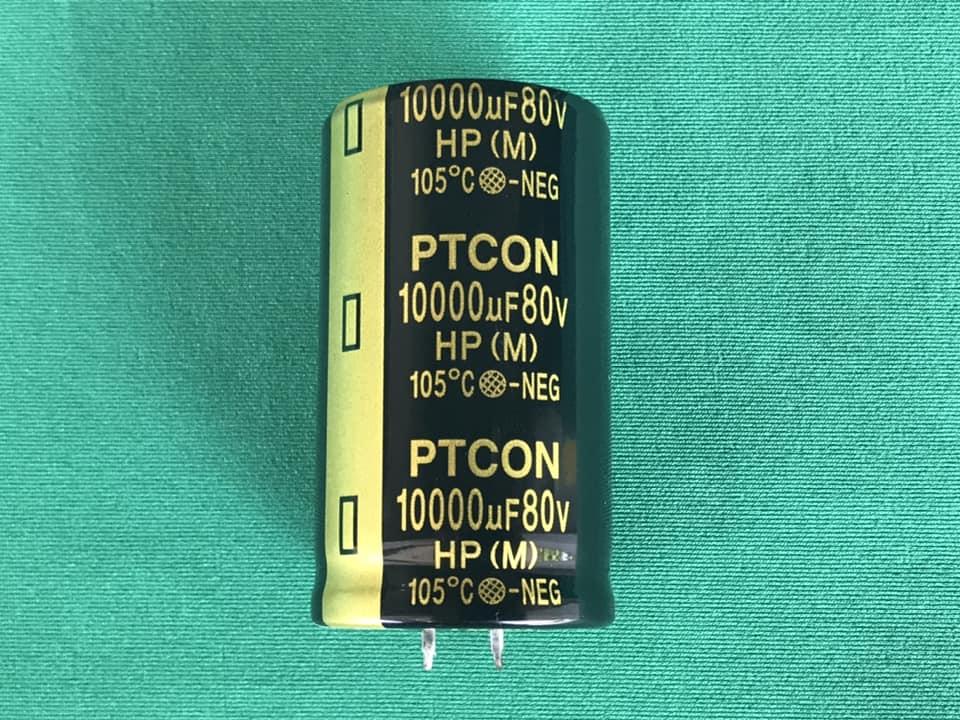 10000µF80V
HP (M)
105°C -NEG
PTCON
10000µF80V
HP (M)
105°C -NEG
PTCON
10000µF80V
HP (M)
105°C -NEG